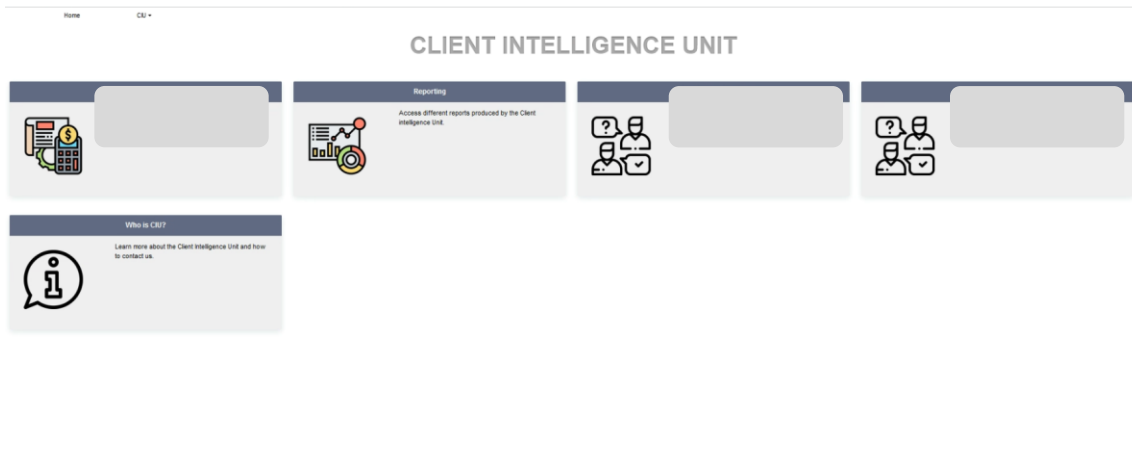 Home
CIU
CLIENT INTELLIGENCE UNIT
Reporting
Access different reports produced by the Client
intelligence Unit.
Who is CIU?
Learn more about the Client Intelligence Unit and how
to contact us.